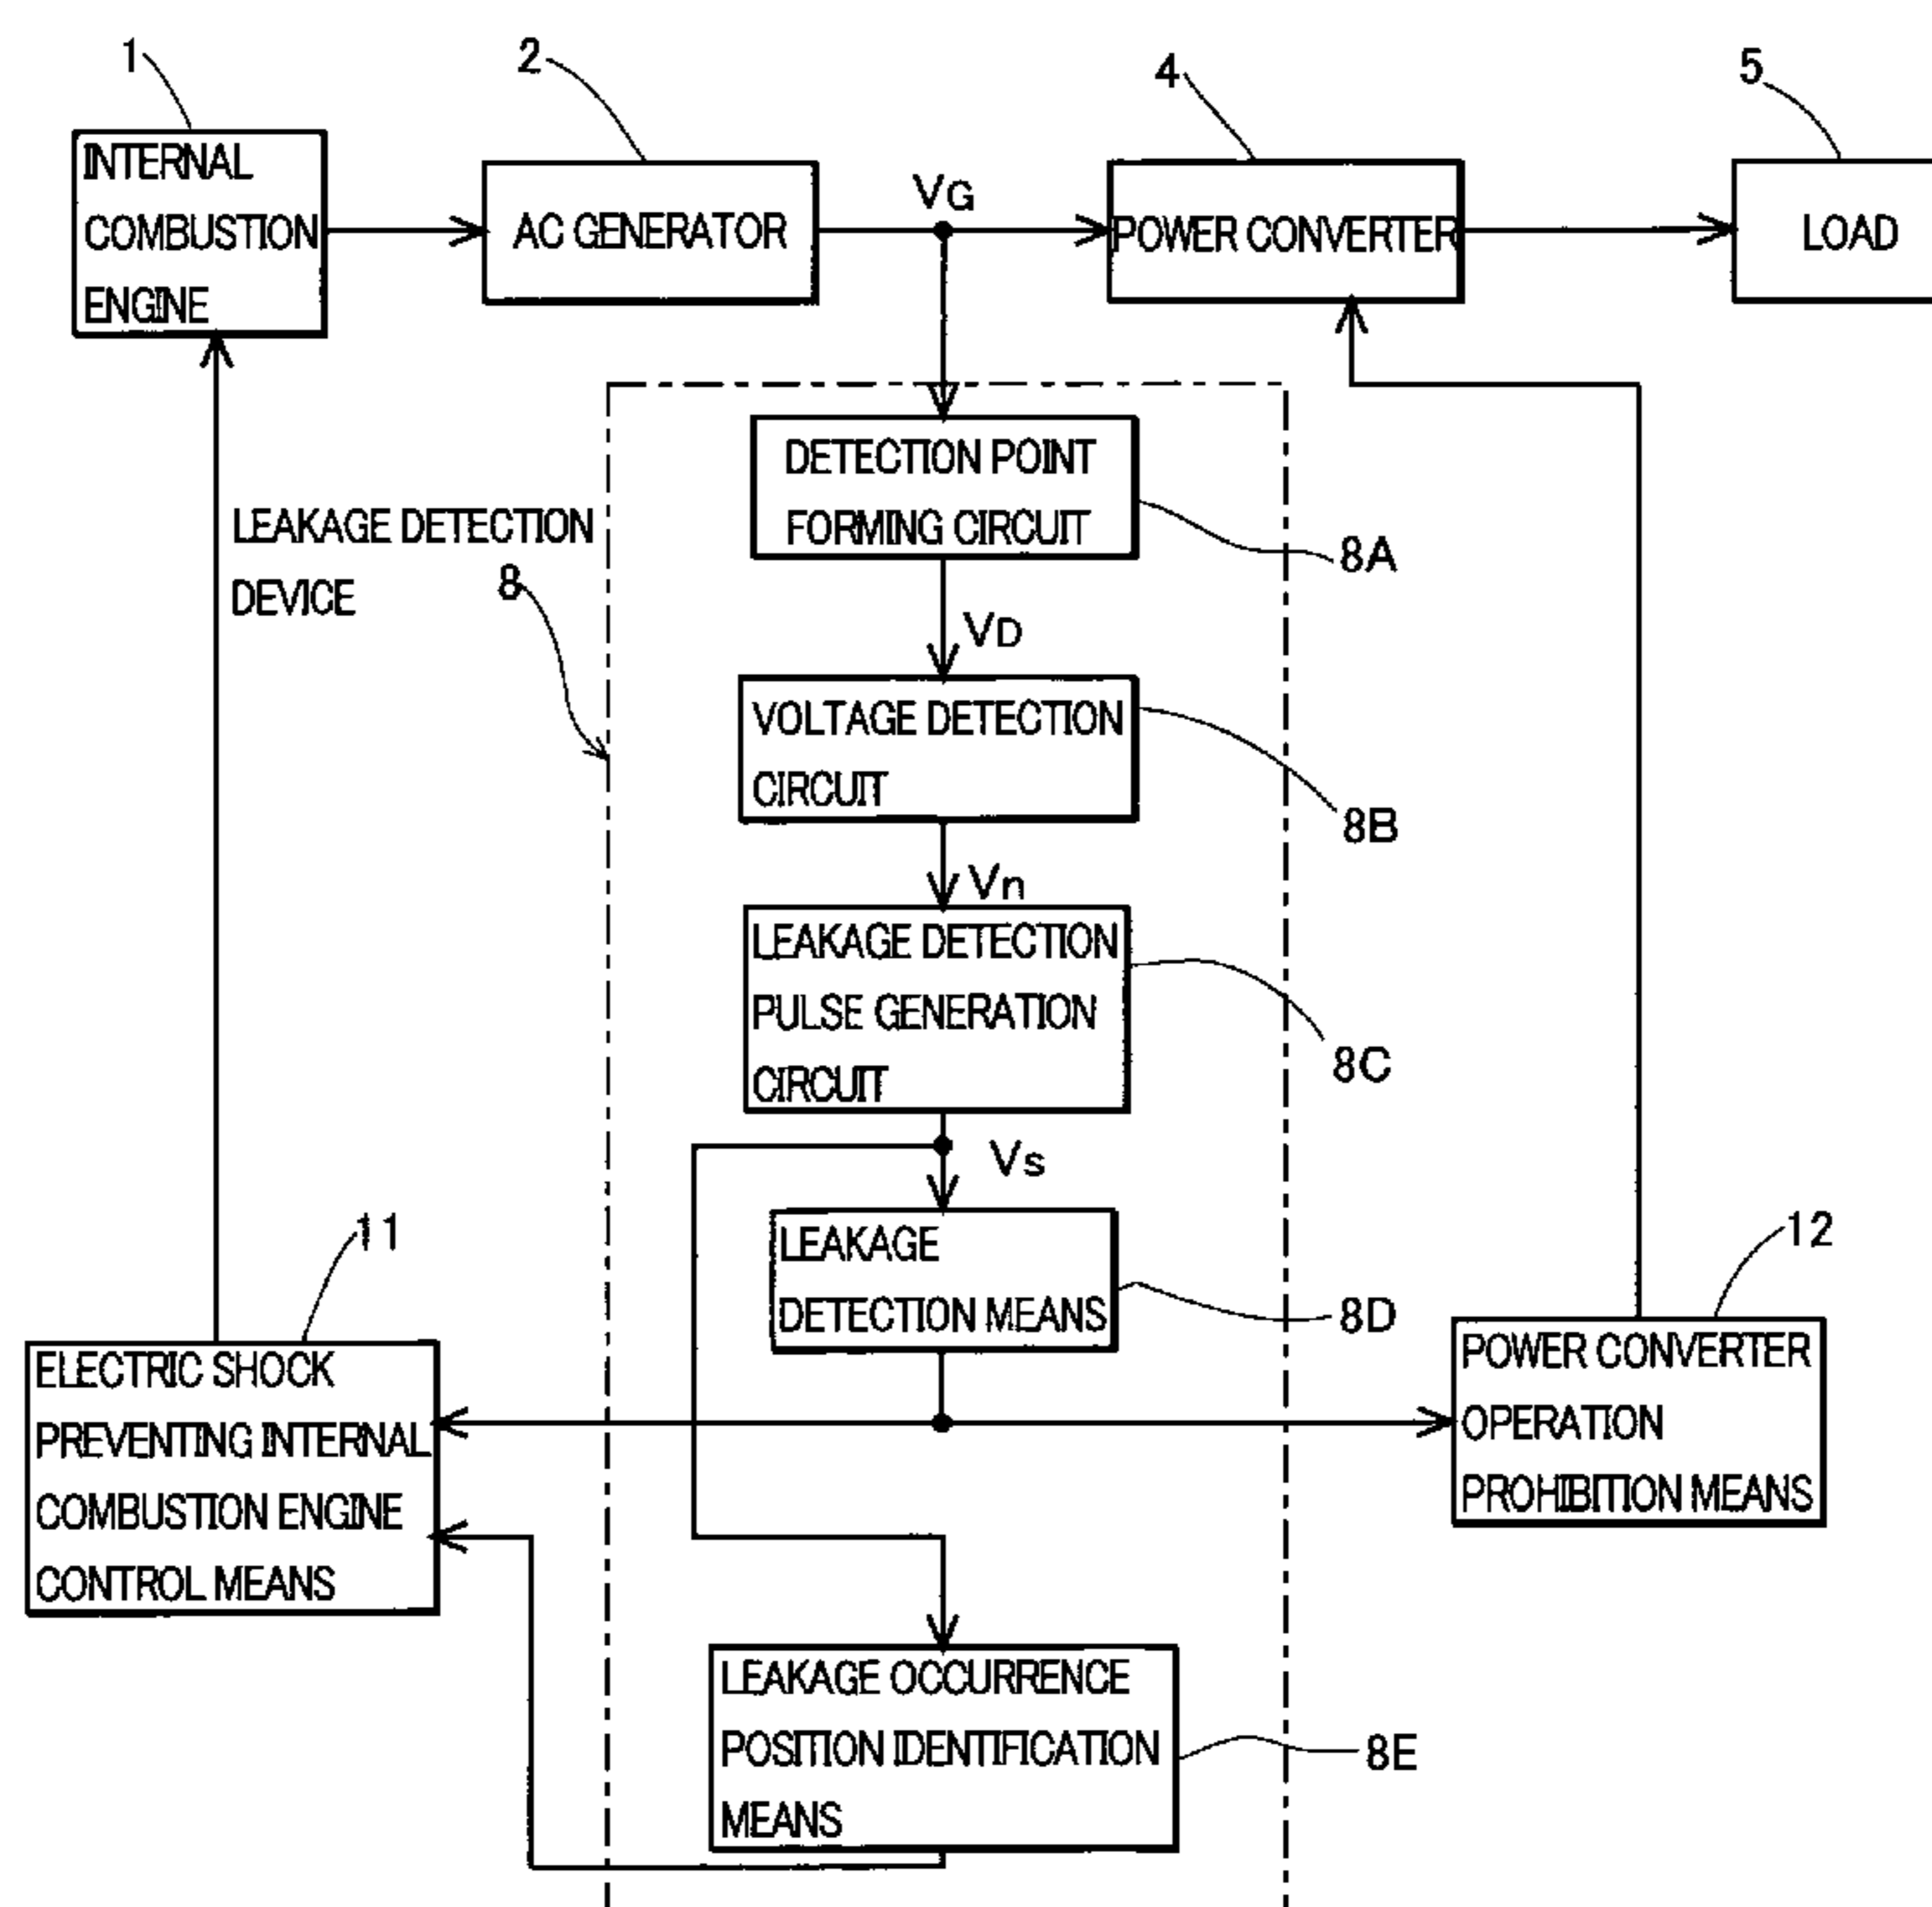 1
2
4
5
INTERNAL
COMBUSTION
ENGINE
AC GENERATOR
VG
POWER CONVERTER
LOAD
DETECTION POINT
FORMING CIRCUIT
8A
LEAKAGE DETECTION
DEVICE
8
VD
VOLTAGE DETECTION
CIRCUIT
8B
Vn
LEAKAGE DETECTION
PULSE GENERATION
CIRCUIT
8C
Vs
LEAKAGE
DETECTION MEANS
8D
11
ELECTRIC SHOCK
PREVENTING INTERNAL
COMBUSTION ENGINE
CONTROL MEANS
12
POWER CONVERTER
OPERATION
PROHIBITION MEANS
LEAKAGE OCCURRENCE
POSITION IDENTIFICATION
MEANS
8E